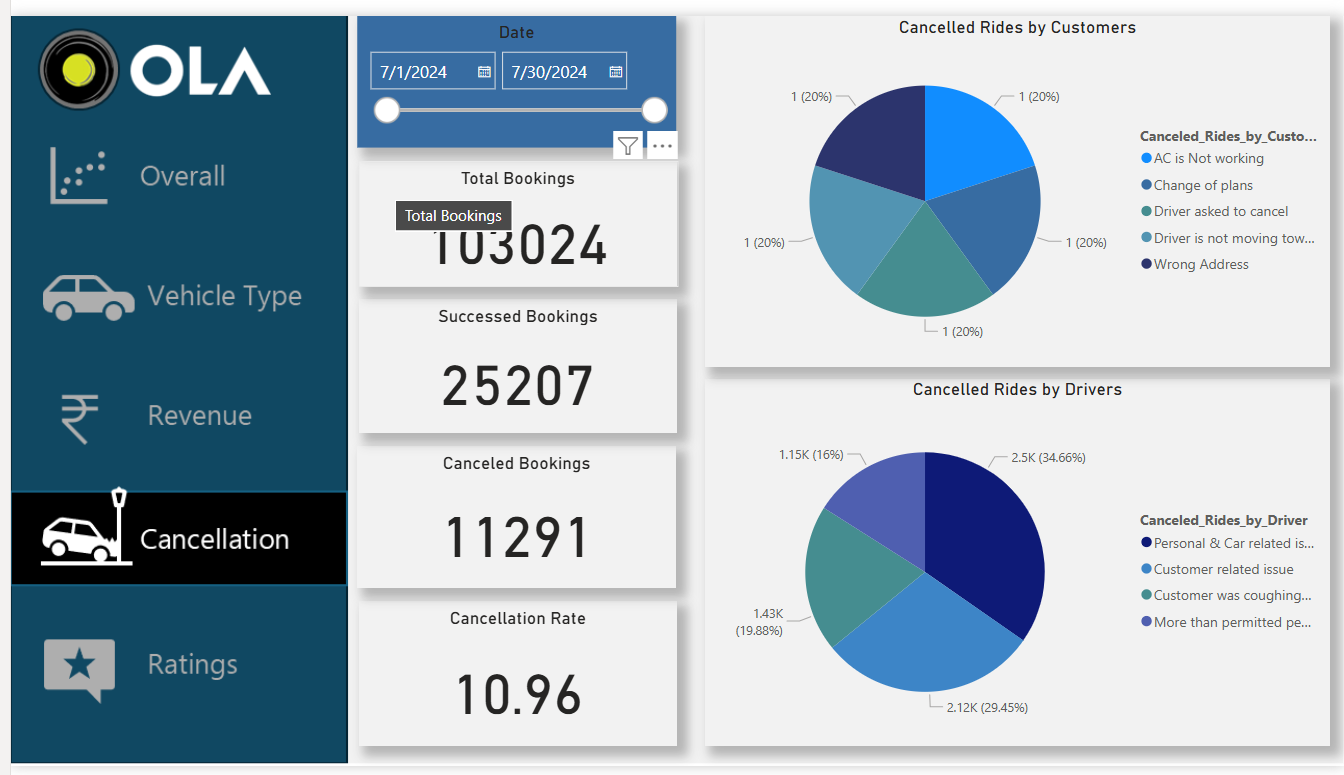 OLA
Overall
Vehicle Type
Revenue
Cancellation
Ratings
Date
7/1/2024
7/30/2024
Total Bookings
Total Bookings
103024
Successed Bookings
25207
Canceled Bookings
11291
Cancellation Rate
10.96
Cancelled Rides by Customers
1 (20%)
1 (20%)
1 (20%)
1 (20%)
1 (20%)
Canceled_Rides_by_Custo...
AC is Not working
Change of plans
Driver asked to cancel
Driver is not moving tow...
Wrong Address
Cancelled Rides by Drivers
1.15K (16%)
2.5K (34.66%)
1.43K
(19.88%)
2.12K (29.45%)
Canceled_Rides_by_Driver
Personal & Car related is...
Customer related issue
Customer was coughing...
More than permitted pe...